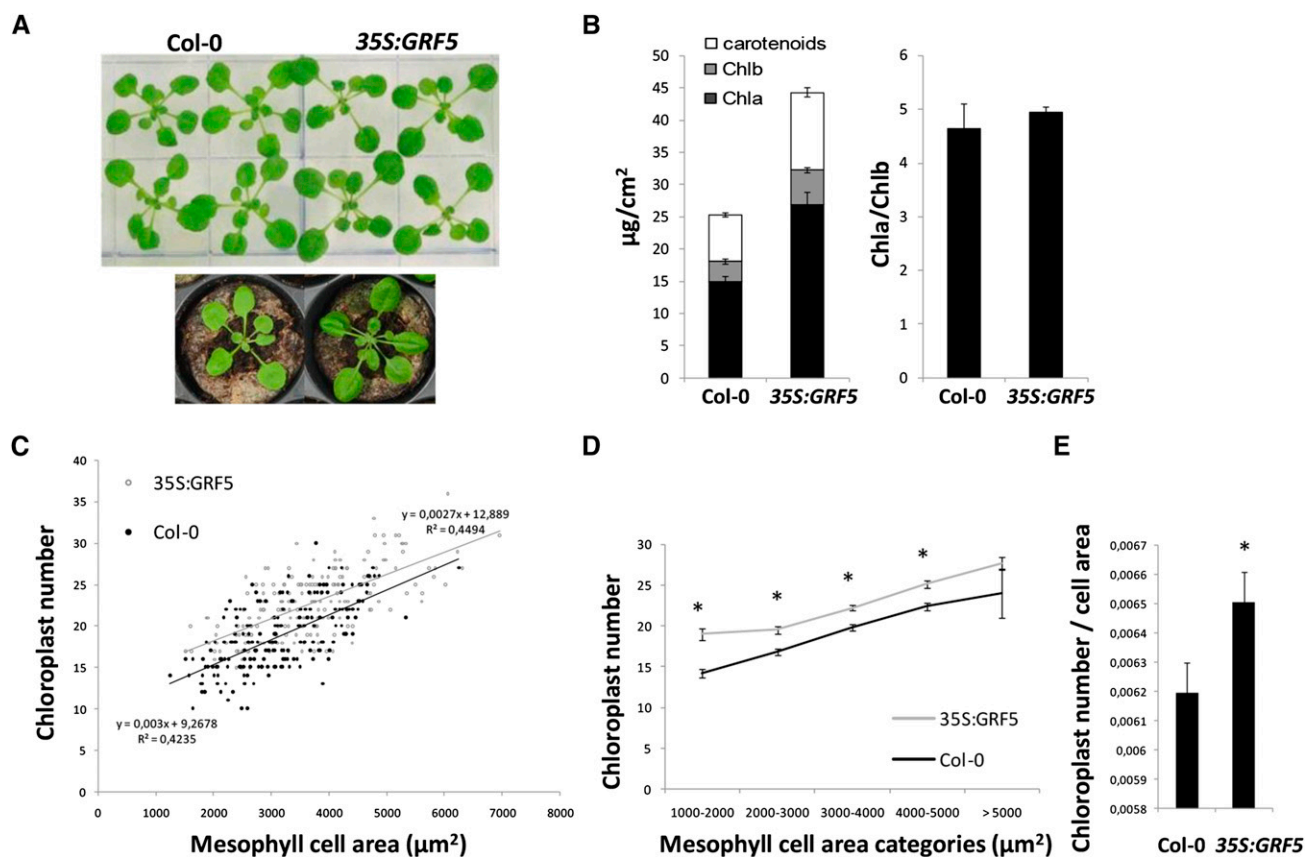 A
Col-0 35S:GRF5
B
50
45
40
35
30
25
20
15
10
5
0
µg/cm²
carotenoids
Chlb
Chla
Col-0 35S:GRF5
6
5
4
3
2
1
0
Chla/Chlb
Col-0 35S:GRF5
C
40
35
30
25
20
15
10
5
0
Chloroplast number
35S:GRF5
Col-0
y = 0,0027x + 12,889
R² = 0,4494
y = 0,003x + 9,2678
R² = 0,4235
0 1000 2000 3000 4000 5000 6000 7000 8000
Mesophyll cell area (µm²)
D
30
25
20
15
10
5
0
Chloroplast number
* * * *
35S:GRF5
Col-0
1000-2000 2000-3000 3000-4000 4000-5000 >5000
Mesophyll cell area categories (µm²)
E
0,0067
0,0066
0,0065
0,0064
0,0063
0,0062
0,0061
0,006
0,0059
0,0058
Chloroplast number / cell area
*
Col-0 35S:GRF5